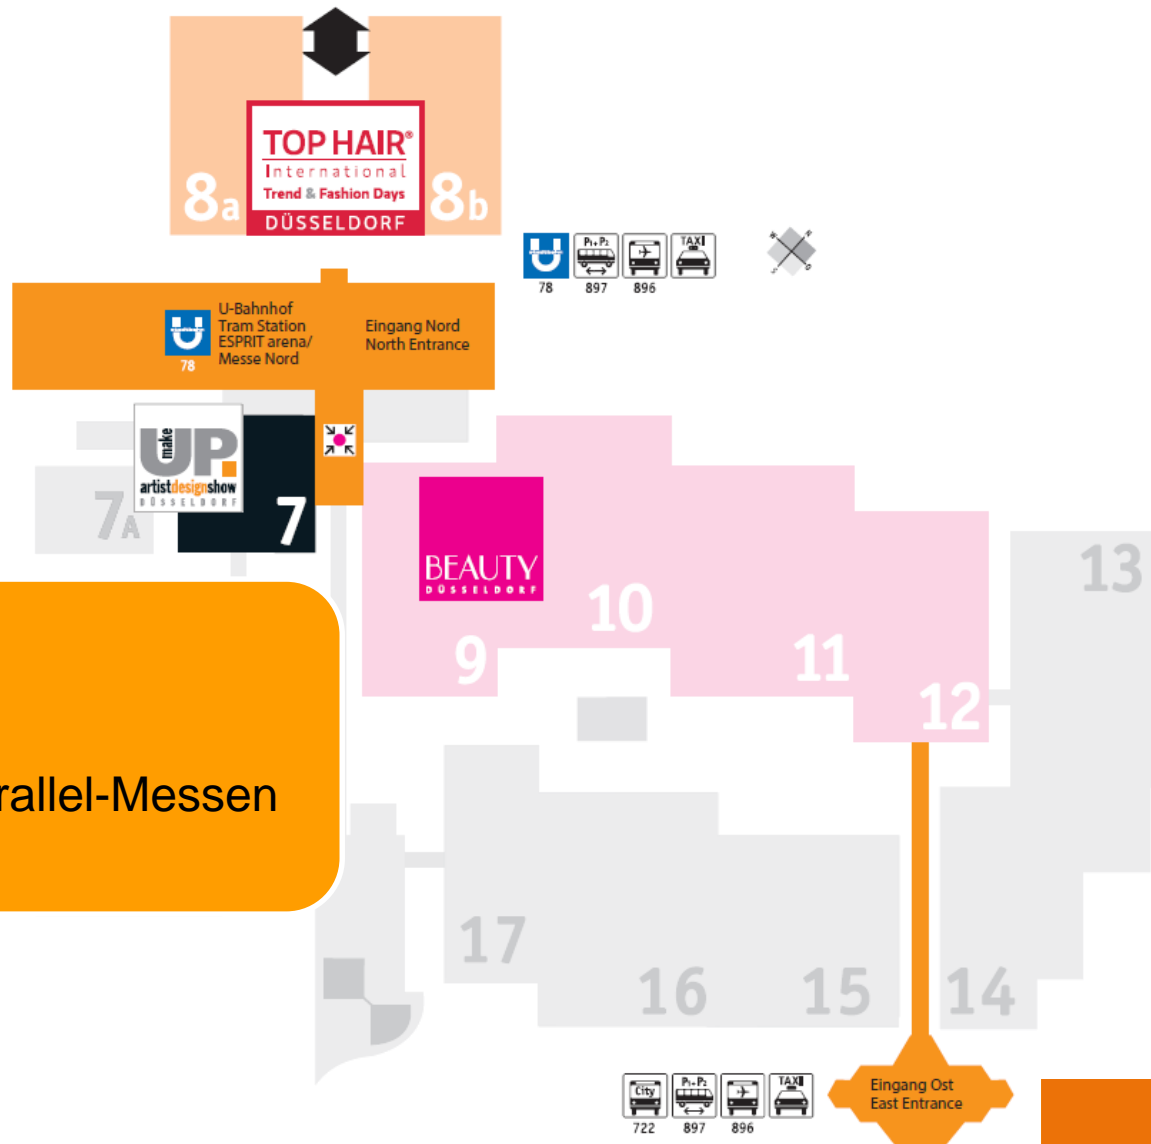 TOP HAIR®
International
Trend & Fashion Days
DÜSSELDORF
8a
8b
TAXI
P1+P2
78
897
896
N
O
S
W
U-Bahnhof
Tram Station
ESPRIT arena/
Messe Nord
78
Eingang Nord
North Entrance
make
UP.
artistdesignshow
DÜSSELDORF
7A
7
BEAUTY
DÜSSELDORF
9
10
11
12
13
rallel-Messen
17
16
15
14
City
P1+P2
TAXI
722
897
896
Eingang Ost
East Entrance